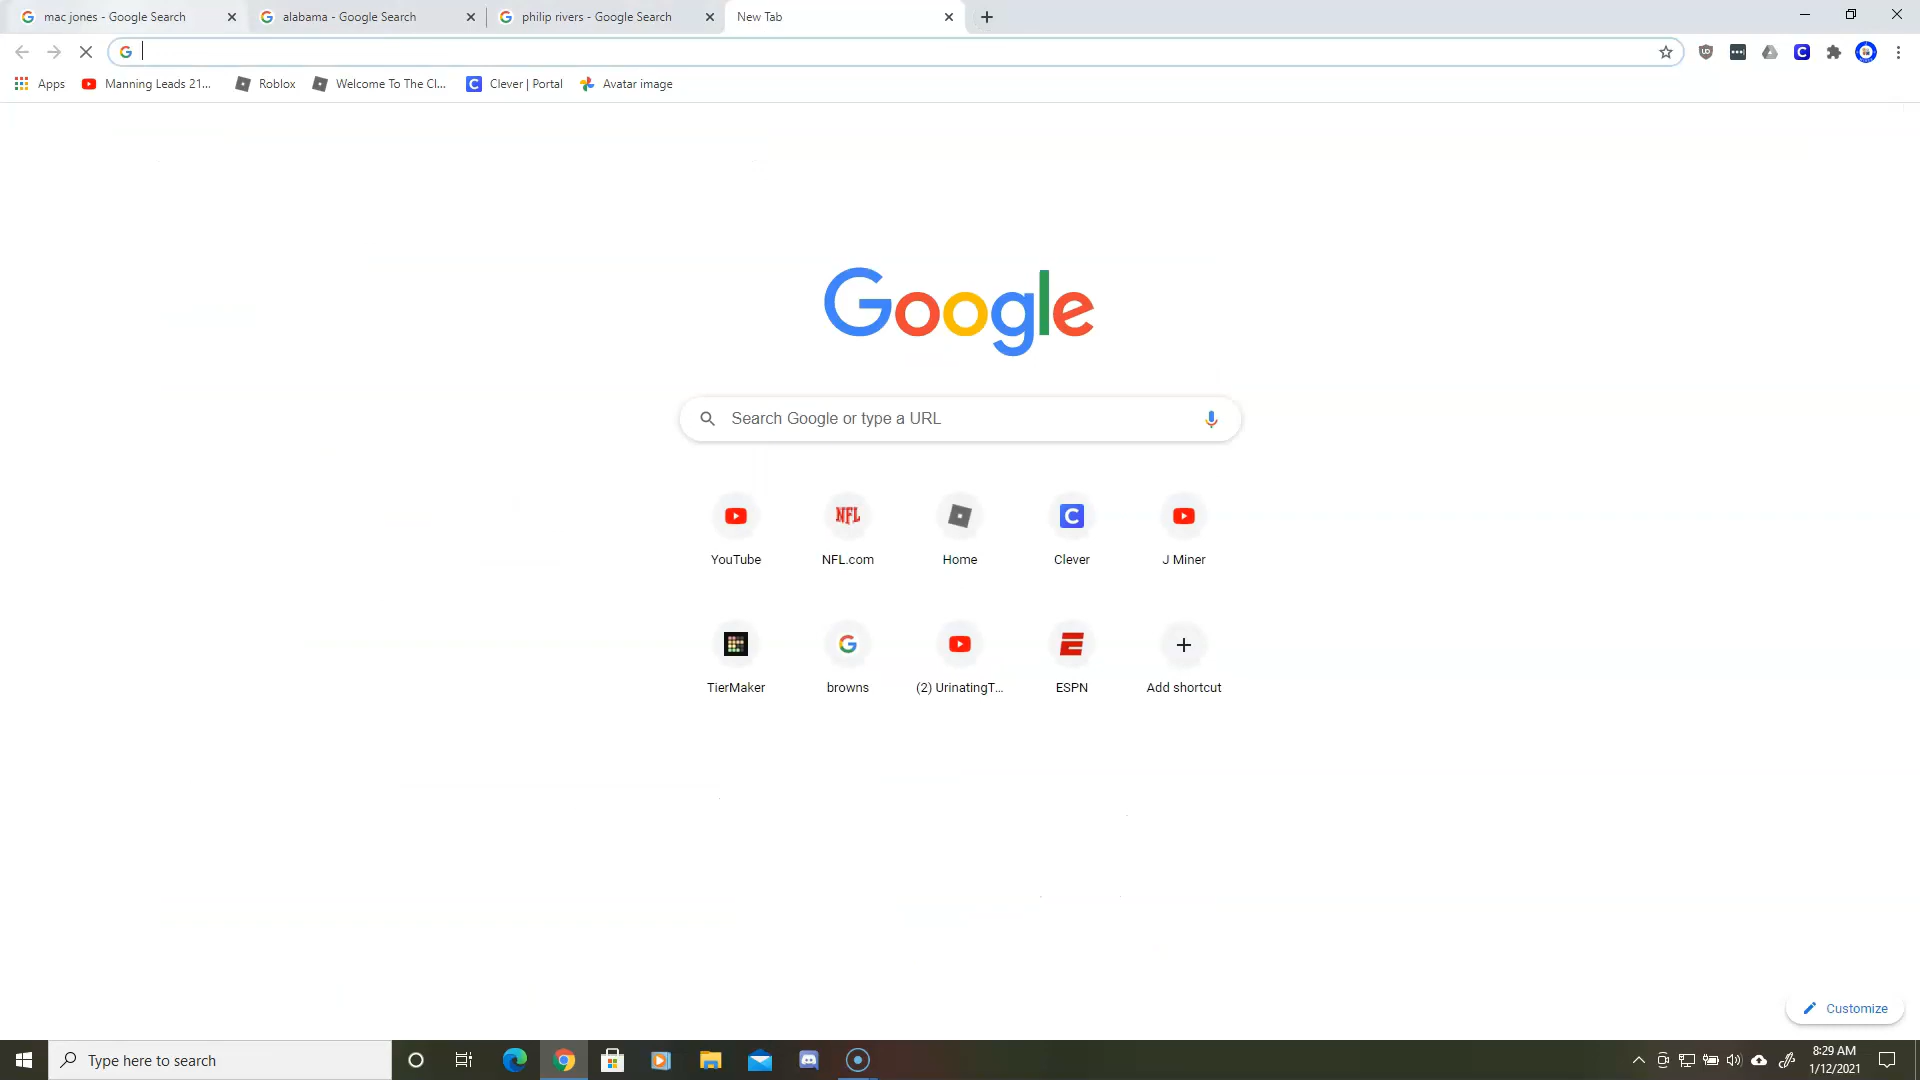 mac jones - Google Search
alabama - Google Search
philip rivers - Google Search
New Tab
Apps
Manning Leads 21...
Roblox
Welcome To The Cl...
Clever | Portal
Avatar image
Google
Search Google or type a URL
YouTube
NFL
NFL.com
Home
Clever
J Miner
TierMaker
browns
(2) UrinatingT...
ESPN
Add shortcut
Customize
Type here to search
8:29 AM
1/12/2021